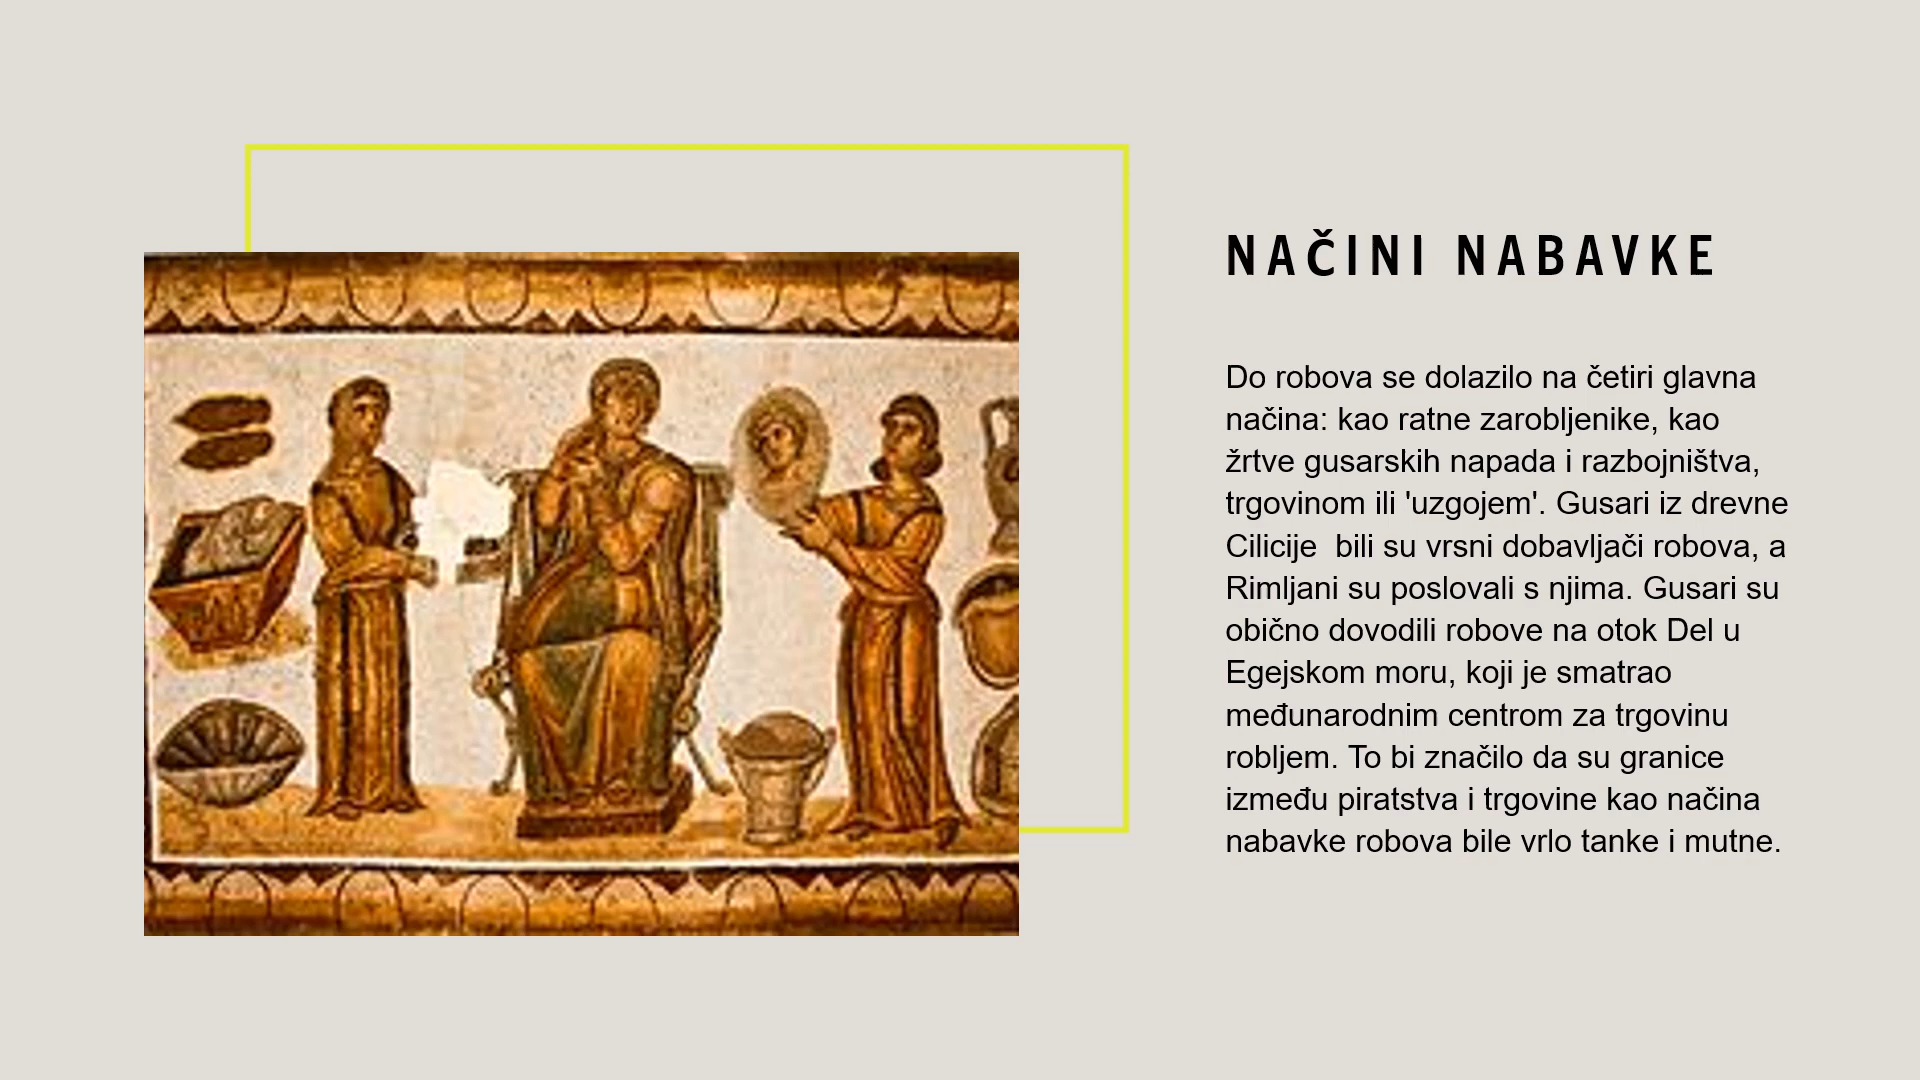 NAČINI NABAVKE
Do robova se dolazilo na četiri glavna
načina: kao ratne zarobljenike, kao
žrtve gusarskih napada i razbojništva,
trgovinom ili 'uzgojem'. Gusari iz drevne
Cilicije  bili su vrsni dobavljači robova, a
Rimljani su poslovali s njima. Gusari su
obično dovodili robove na otok Del u
Egejskom moru, koji je smatrao
međunarodnim centrom za trgovinu
robljem. To bi značilo da su granice
između piratstva i trgovine kao načina
nabavke robova bile vrlo tanke i mutne.